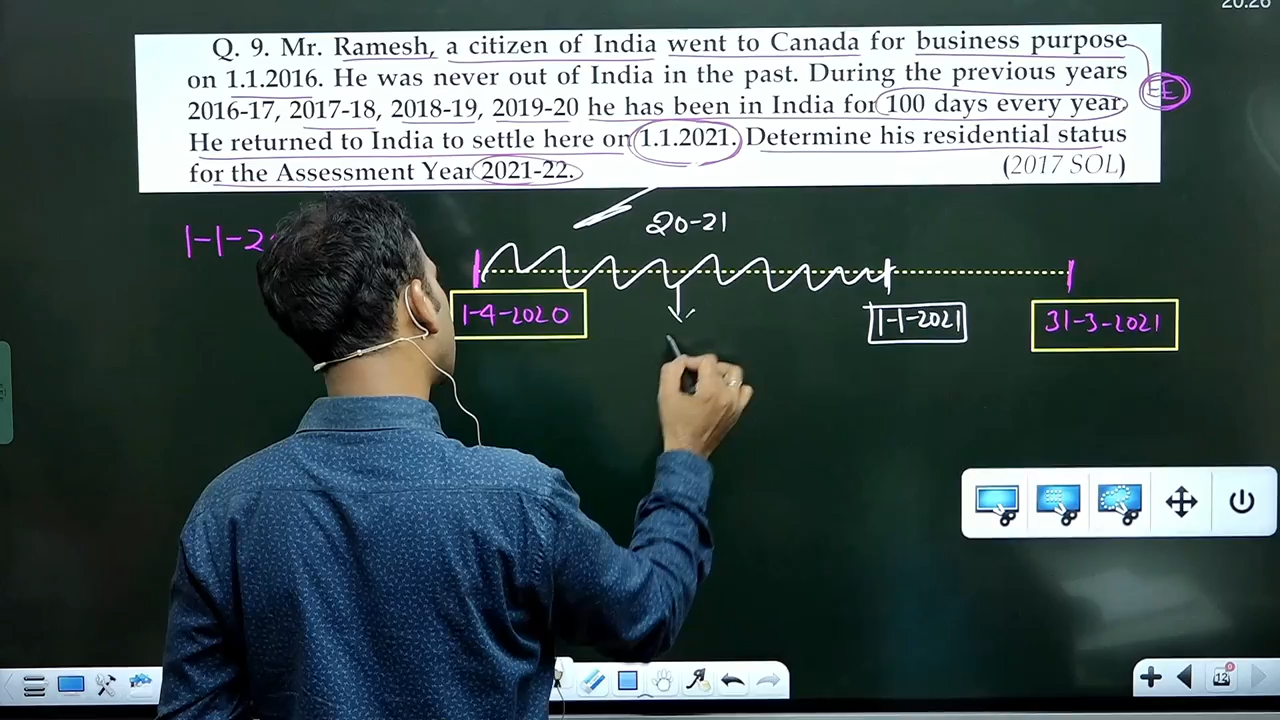 20:26
Q. 9. Mr. Ramesh, a citizen of India went to Canada for business purpose
on 1.1.2016. He was never out of India in the past. During the previous years
2016-17, 2017-18, 2018-19, 2019-20 he has been in India for 100 days every year.
EE
He returned to India to settle here on 1.1.2021. Determine his residential status
for the Assessment Year 2021-22. (2017 SOL)
20-21
1-1-2
1-4-2020
1-1-2021
31-3-2021
12